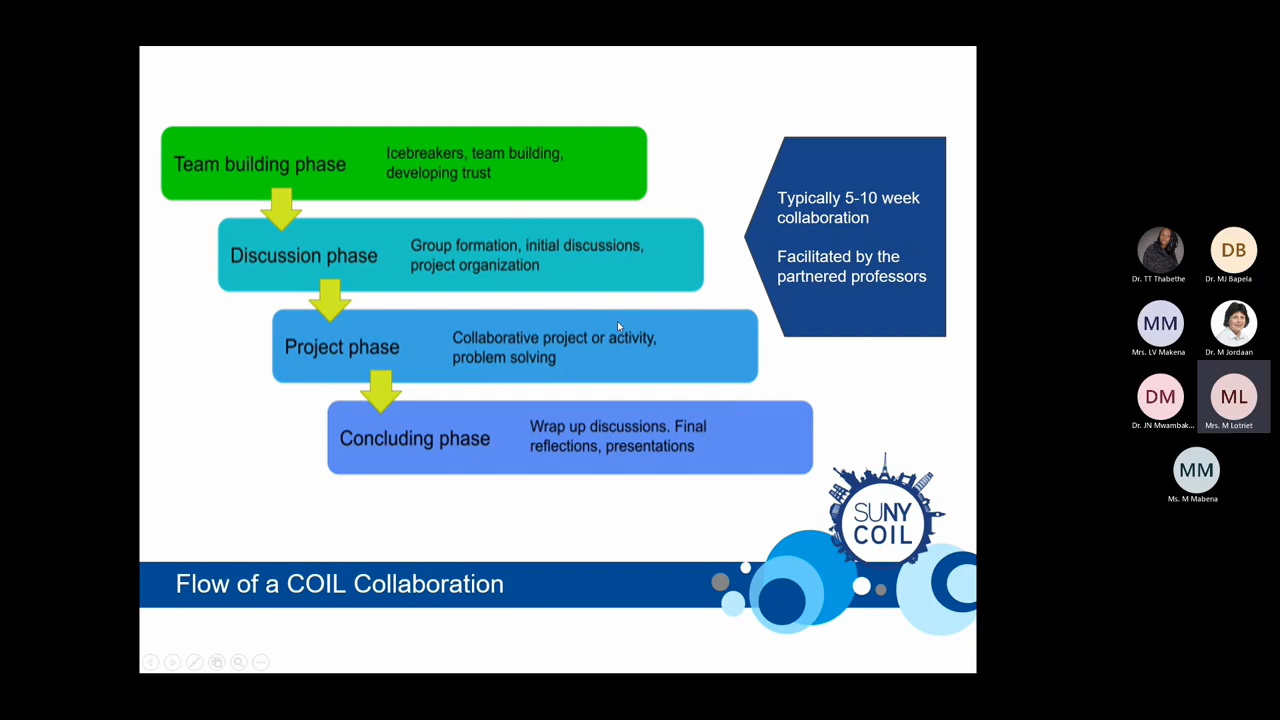 Team building phase
Icebreakers, team building,
developing trust
Discussion phase
Group formation, initial discussions,
project organization
Project phase
Collaborative project or activity,
problem solving
Concluding phase
Wrap up discussions. Final
reflections, presentations
Typically 5-10 week
collaboration
Facilitated by the
partnered professors
SUNY
COIL
Flow of a COIL Collaboration
Dr. TT Thabethe
DB
Dr. MJ Bapela
MM
Mrs. LV Makena
Dr. M Jordaan
DM
Dr. JN Mwambak...
ML
Mrs. M Lotriet
MM
Ms. M Mabena